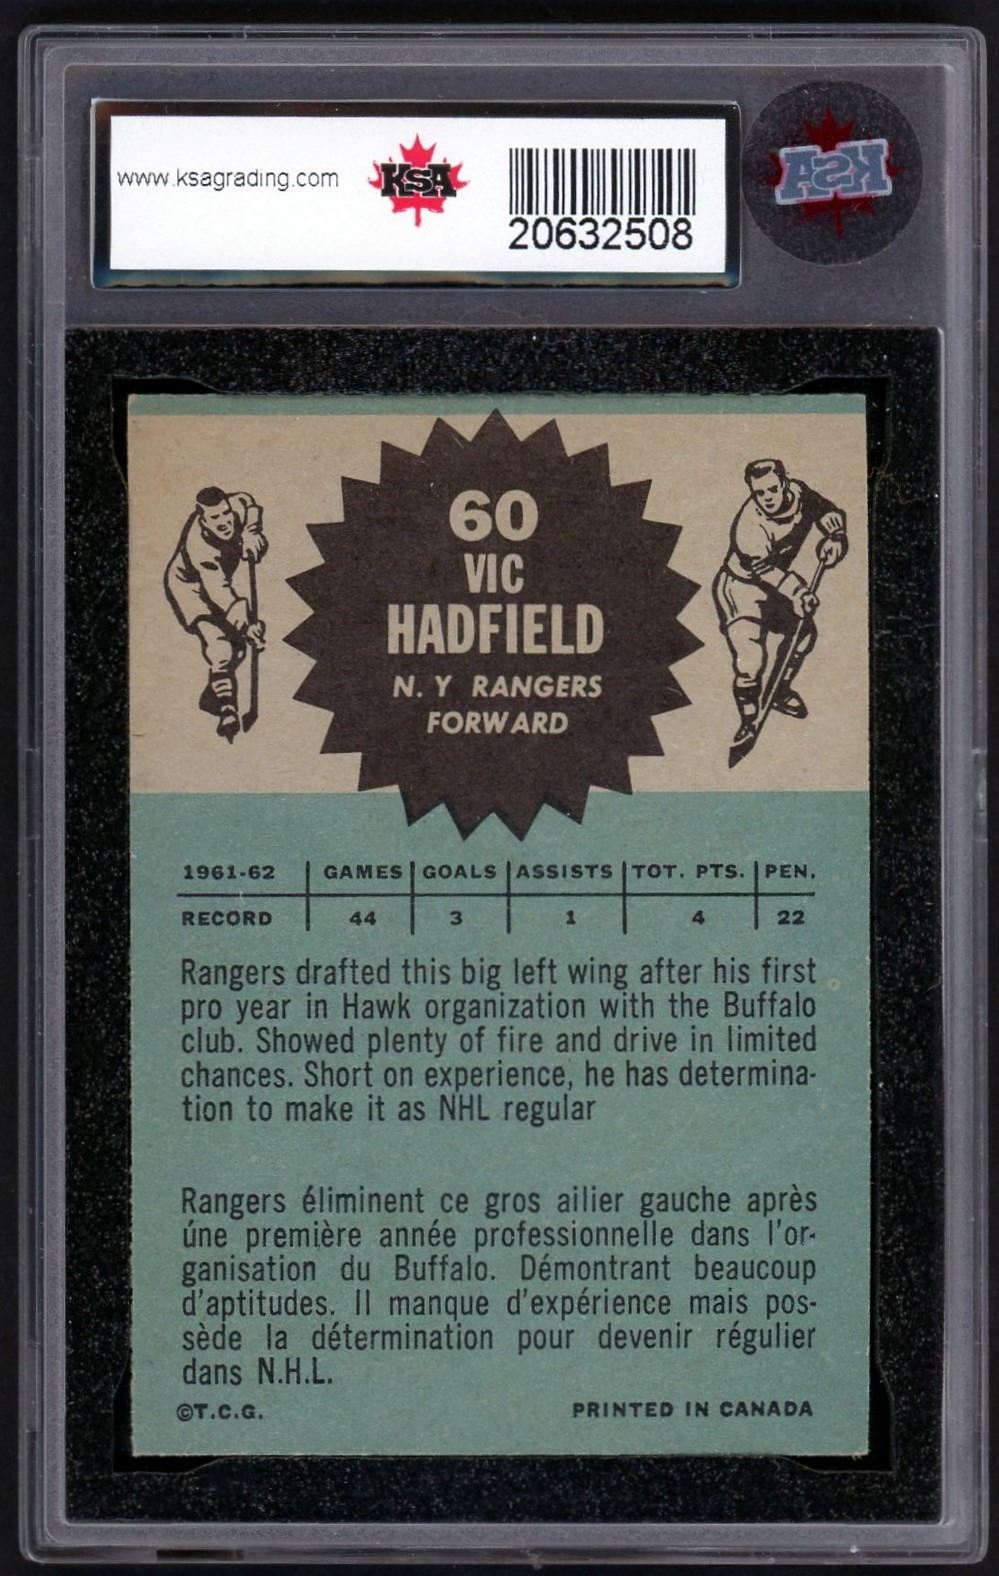 www.ksagrading.com
KSA
20632508
KSA
60
VIC
HADFIELD
N. Y RANGERS
FORWARD
1961-62 GAMES GOALS ASSISTS TOT. PTS. PEN.
RECORD 44 3 1 4 22
Rangers drafted this big left wing after his first
pro year in Hawk organization with the Buffalo
club. Showed plenty of fire and drive in limited
chances. Short on experience, he has determina-
tion to make it as NHL regular
Rangers éliminent ce gros ailier gauche après
úne première année professionnelle dans l'or-
ganisation du Buffalo. Démontrant beaucoup
d'aptitudes. Il manque d'expérience mais pos-
sède la détermination pour devenir régulier
dans N.H.L.
©T.C.G. PRINTED IN CANADA